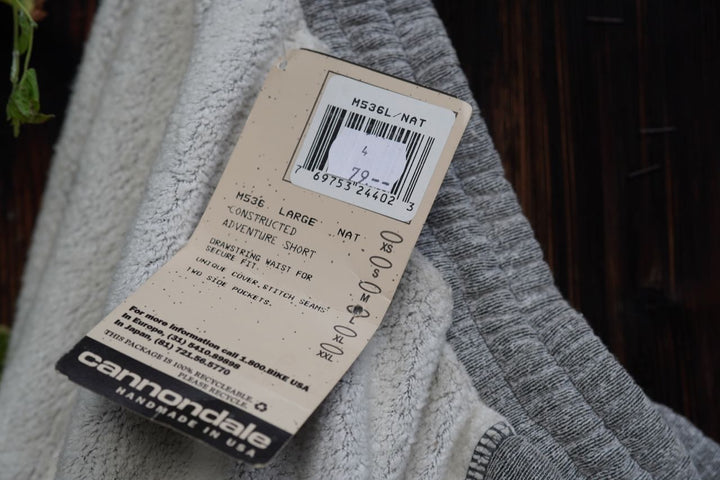 M536L/NAT
4
79--
7 69753 24402 3
M536 LARGE NAT
CONSTRUCTED
ADVENTURE SHORT
DRAWSTRING WAIST FOR
SECURE FIT.
UNIQUE COVER STITCH SEAMS
TWO SIDE POCKETS.
XS
S
M
L
XL
XXL
For more information call 1.800.BIKE USA
In Europe, (31) 5410.89898
In Japan, (81) 721.56.5770
THIS PACKAGE IS 100% RECYCLEABLE.
PLEASE RECYCLE.
cannondale
HANDMADE IN USA